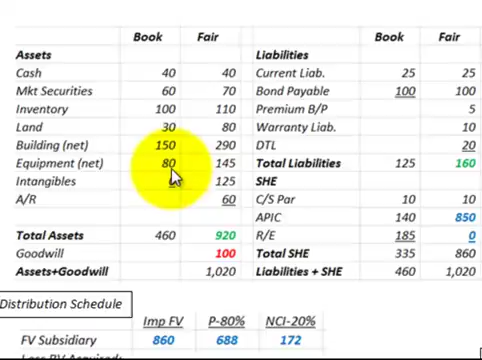 Book Fair Book Fair
Assets Liabilities
Cash 40 40 Current Liab. 25 25
Mkt Securities 60 70 Bond Payable 100 100
Inventory 100 110 Premium B/P 5
Land 30 80 Warranty Liab. 10
Building (net) 150 290 DTL 20
Equipment (net) 80 145 Total Liabilities 125 160
Intangibles 125 SHE
A/R 60 C/S Par 10 10
APIC 140 850
Total Assets 460 920 R/E 185 0
Goodwill 100 Total SHE 335 860
Assets+Goodwill 1,020 Liabilities + SHE 460 1,020
Distribution Schedule
Imp FV P-80% NCI-20%
FV Subsidiary 860 688 172
Less BV Acquired: